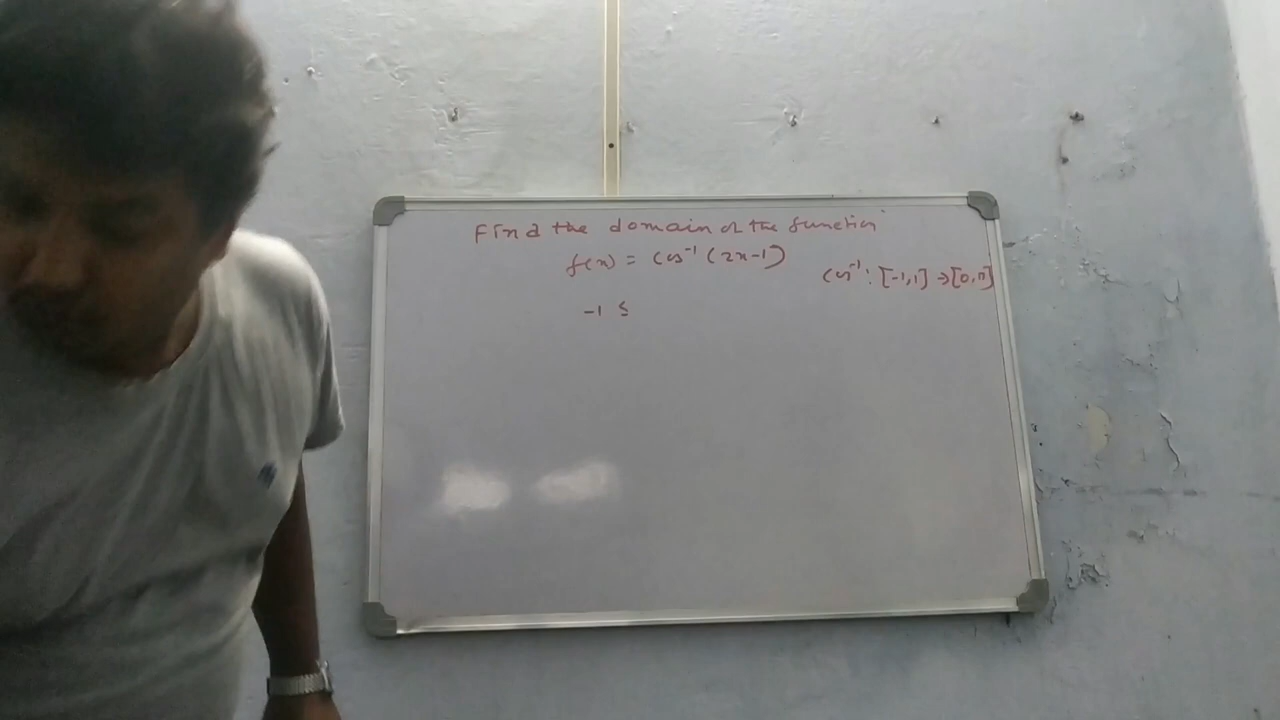 Find the domain of the function
f(x) = cos⁻¹(2x-1)
cos⁻¹: [-1,1] → [0,π]
-1 ≤